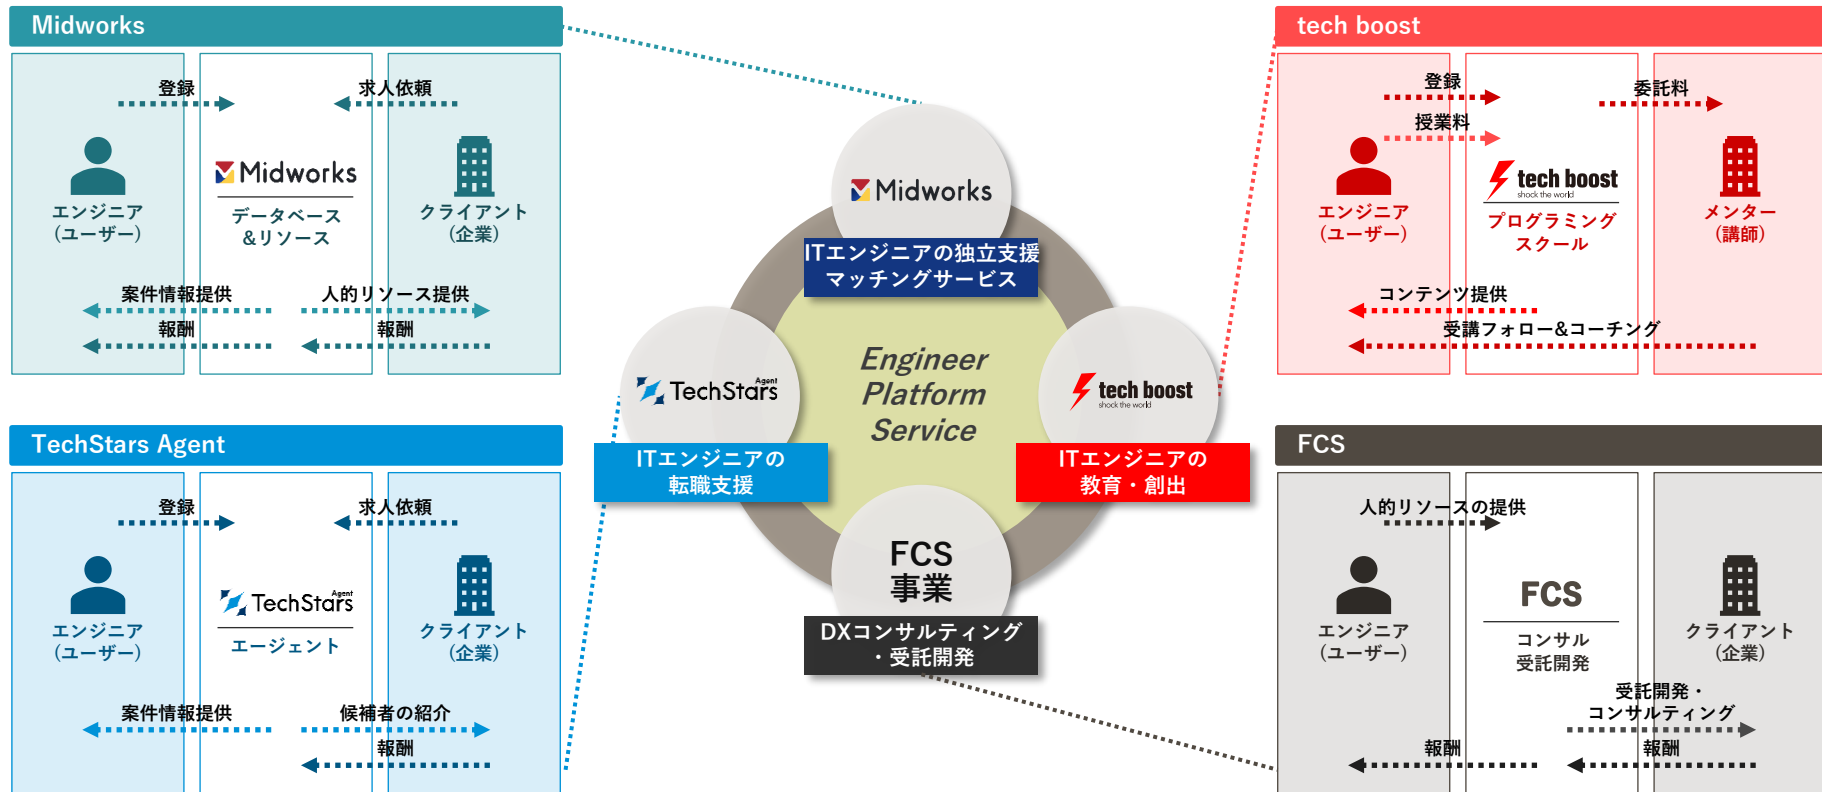 Midworks
登録
求人依頼
エンジニア
(ユーザー)
Midworks
データベース
&リソース
クライアント
(企業)
案件情報提供
人的リソース提供
報酬
報酬
TechStars Agent
登録
求人依頼
エンジニア
(ユーザー)
Agent
TechStars
エージェント
クライアント
(企業)
案件情報提供
候補者の紹介
報酬
Midworks
ITエンジニアの独立支援
マッチングサービス
Agent
TechStars
ITエンジニアの
転職支援
Engineer
Platform
Service
tech boost
shock the world
ITエンジニアの
教育・創出
FCS
事業
DXコンサルティング
・受託開発
tech boost
登録
委託料
授業料
エンジニア
(ユーザー)
tech boost
shock the world
プログラミング
スクール
メンター
(講師)
コンテンツ提供
受講フォロー&コーチング
FCS
人的リソースの提供
エンジニア
(ユーザー)
FCS
コンサル
受託開発
クライアント
(企業)
受託開発・
コンサルティング
報酬
報酬